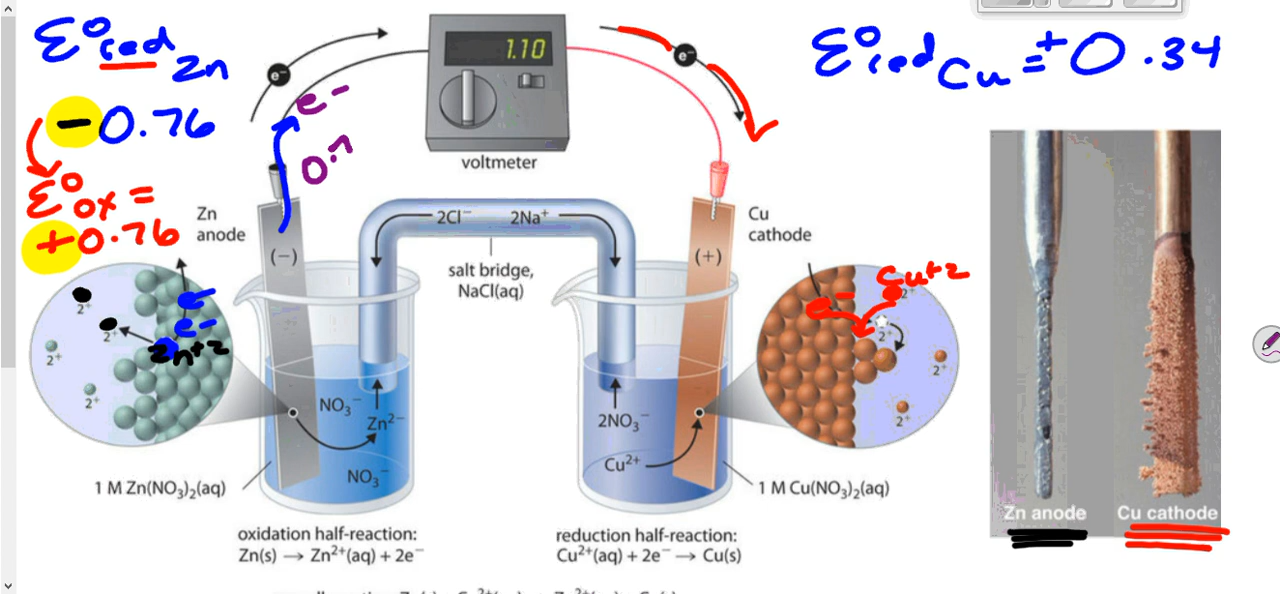 Ɛ° red Zn
-0.76
Ɛ° ox =
+0.76
e-
0.7
1.10
voltmeter
e-
e-
Ɛ° red Cu = +0.34
Zn
anode
(-)
2Cl⁻ 2Na⁺
salt bridge,
NaCl(aq)
Cu
cathode
(+)
2+
2+
2+
2+
e-
e-
Zn+2
Cu+2
e-
2+
2+
2+
2+
NO₃⁻
Zn²⁻
NO₃⁻
2NO₃⁻
Cu²⁺
1 M Zn(NO₃)₂(aq)
1 M Cu(NO₃)₂(aq)
oxidation half-reaction:
Zn(s) → Zn²⁺(aq) + 2e⁻
reduction half-reaction:
Cu²⁺(aq) + 2e⁻ → Cu(s)
Zn anode
Cu cathode